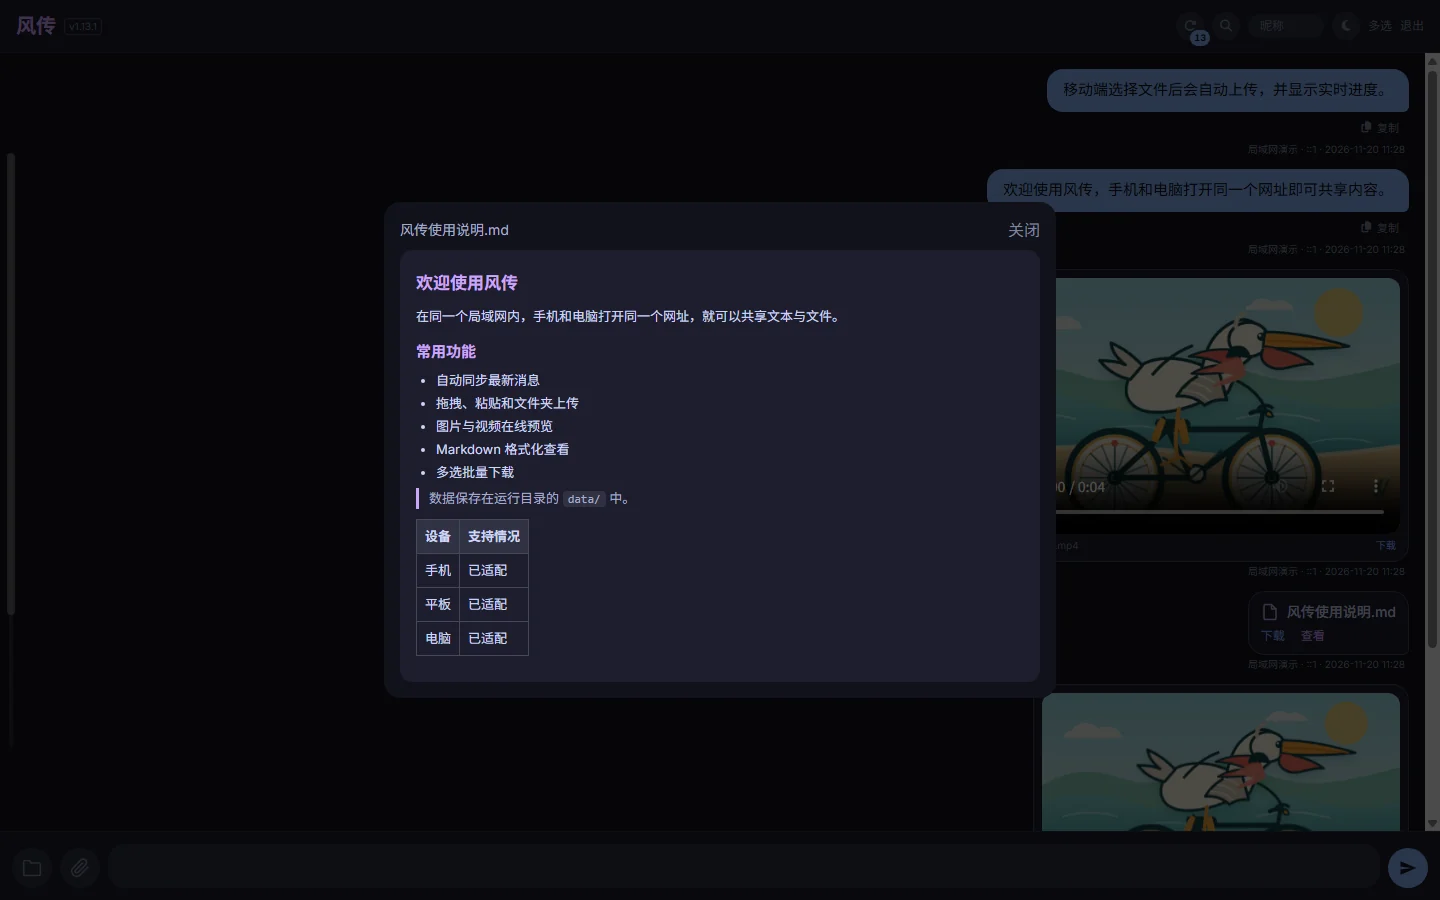 风传 v1.13.1
13
昵称
多选 退出
移动端选择文件后会自动上传，并显示实时进度。
复制
局域网演示 · ::1 · 2026-11-20 11:28
欢迎使用风传，手机和电脑打开同一个网址即可共享内容。
复制
局域网演示 · ::1 · 2026-11-20 11:28
风传使用说明.md
关闭
欢迎使用风传
在同一个局域网内，手机和电脑打开同一个网址，就可以共享文本与文件。
常用功能
• 自动同步最新消息
• 拖拽、粘贴和文件夹上传
• 图片与视频在线预览
• Markdown 格式化查看
• 多选批量下载
数据保存在运行目录的 data/ 中。
设备 支持情况
手机 已适配
平板 已适配
电脑 已适配
/ 0:04
.mp4
下载
局域网演示 · ::1 · 2026-11-20 11:28
风传使用说明.md
下载 查看
局域网演示 · ::1 · 2026-11-20 11:28